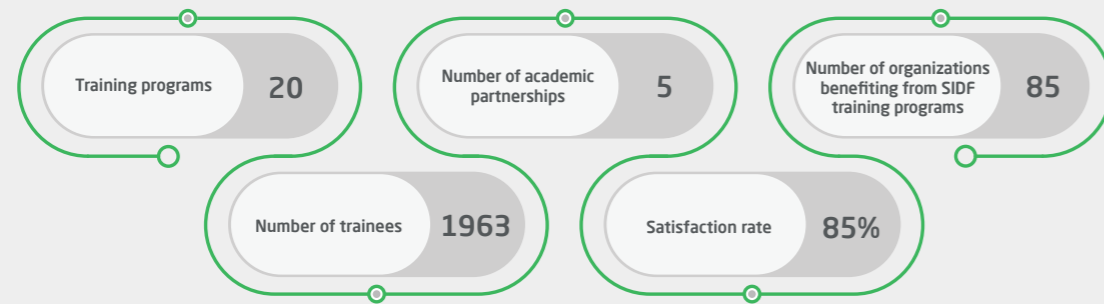 Training programs
20
Number of academic
partnerships
5
Number of organizations
benefiting from SIDF
training programs
85
Number of trainees
1963
Satisfaction rate
85%